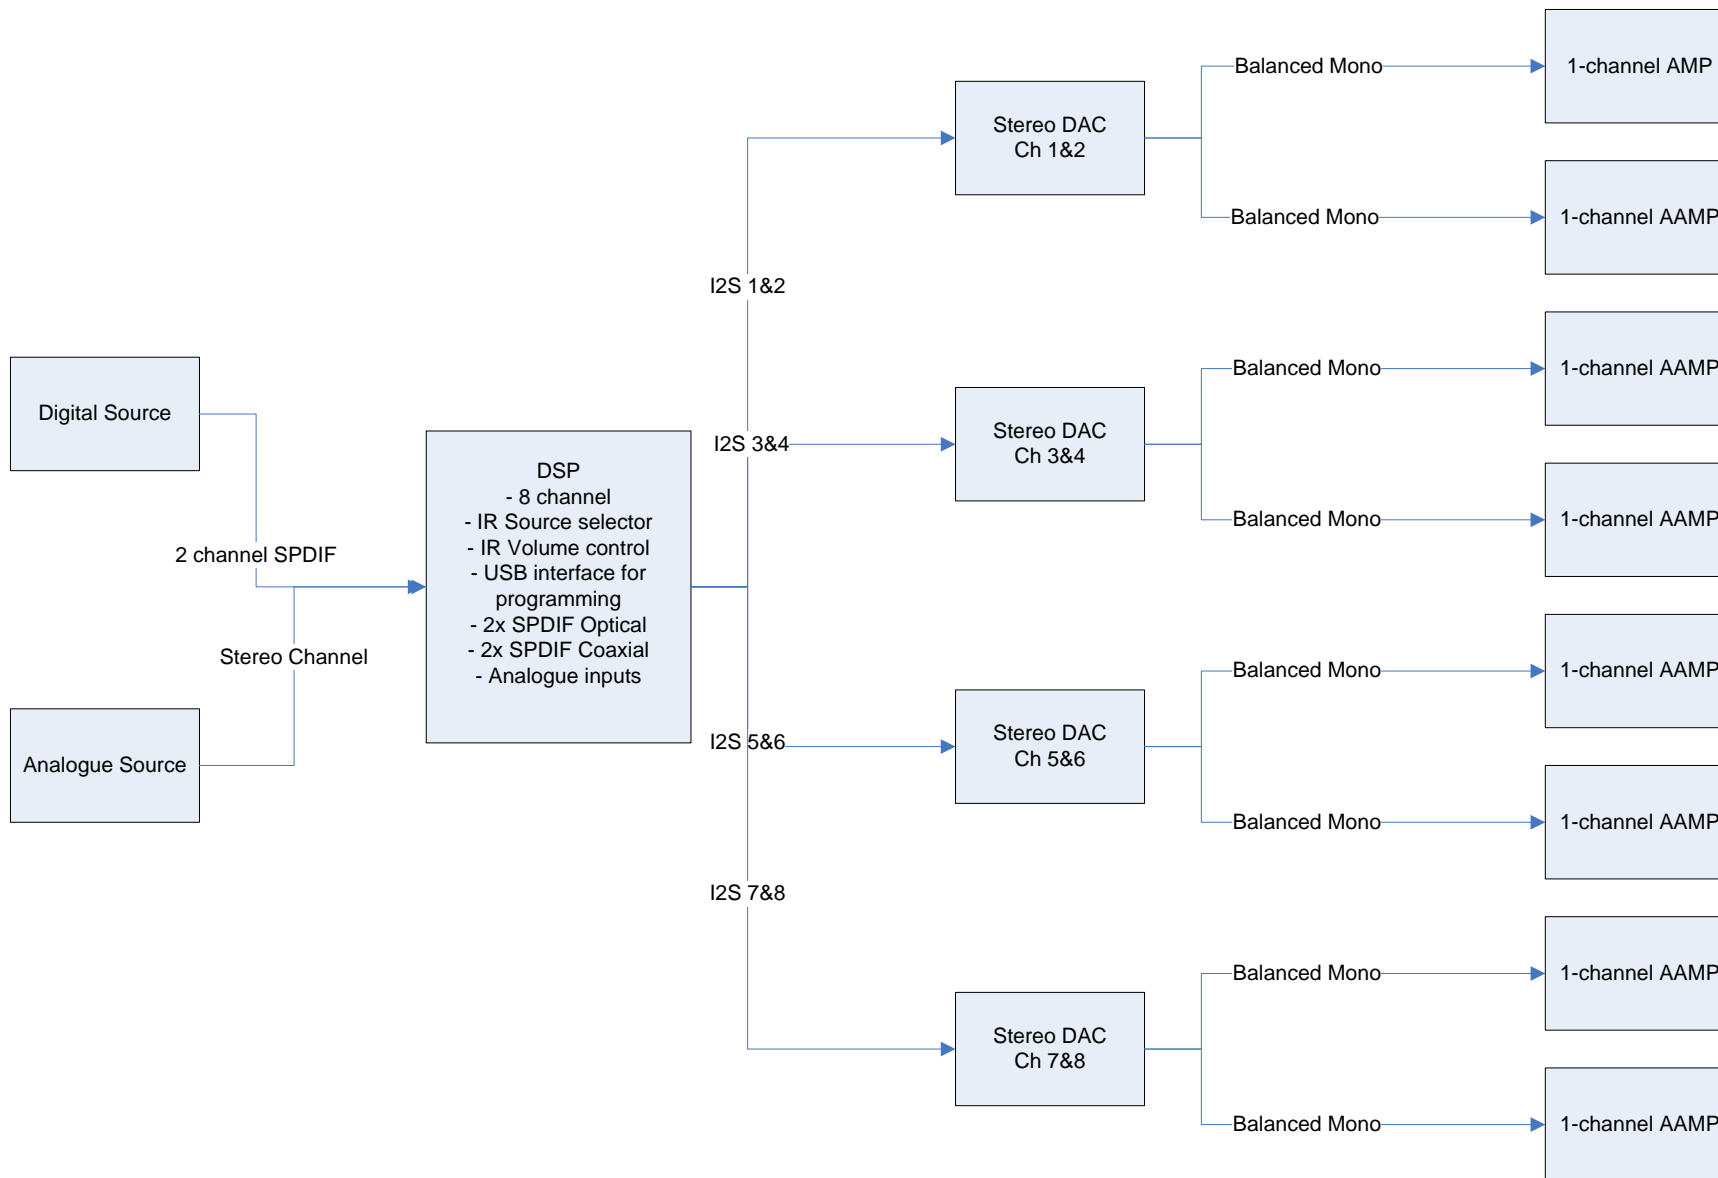 Digital Source
2 channel SPDIF
Stereo Channel
Analogue Source
DSP
- 8 channel
- IR Source selector
- IR Volume control
- USB interface for
programming
- 2x SPDIF Optical
- 2x SPDIF Coaxial
- Analogue inputs
I2S 1&2
I2S 3&4
I2S 5&6
I2S 7&8
Stereo DAC
Ch 1&2
Stereo DAC
Ch 3&4
Stereo DAC
Ch 5&6
Stereo DAC
Ch 7&8
Balanced Mono
1-channel AMP
Balanced Mono
1-channel AAMP
Balanced Mono
1-channel AAMP
Balanced Mono
1-channel AAMP
Balanced Mono
1-channel AAMP
Balanced Mono
1-channel AAMP
Balanced Mono
1-channel AAMP
Balanced Mono
1-channel AAMP